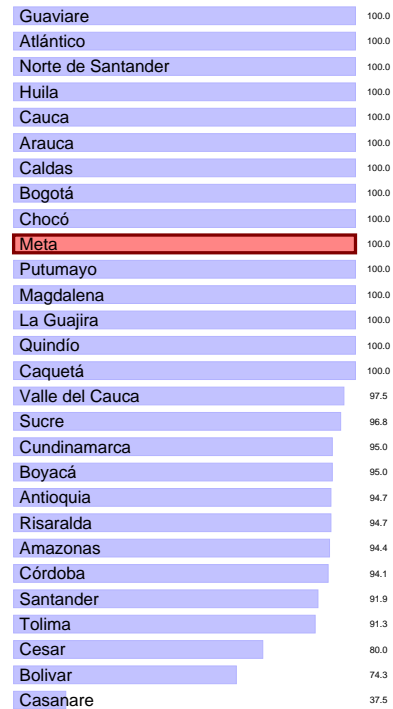 Guaviare 100.0
Atlántico 100.0
Norte de Santander 100.0
Huila 100.0
Cauca 100.0
Arauca 100.0
Caldas 100.0
Bogotá 100.0
Chocó 100.0
Meta 100.0
Putumayo 100.0
Magdalena 100.0
La Guajira 100.0
Quindío 100.0
Caquetá 100.0
Valle del Cauca 97.5
Sucre 96.8
Cundinamarca 95.0
Boyacá 95.0
Antioquia 94.7
Risaralda 94.7
Amazonas 94.4
Córdoba 94.1
Santander 91.9
Tolima 91.3
Cesar 80.0
Bolivar 74.3
Casanare 37.5